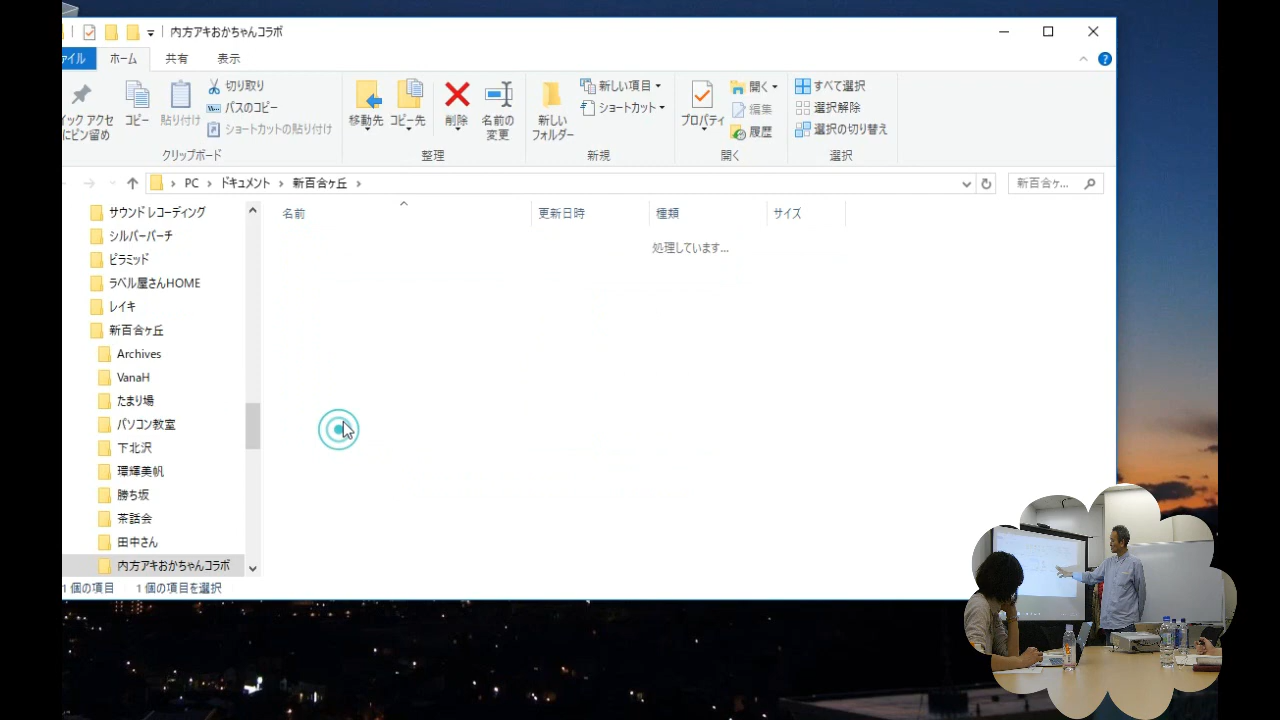 内方アキおかちゃんコラボ
ァイル ホーム 共有 表示
イック アクセ
にピン留め
コピー
貼り付け
切り取り
パスのコピー
ショートカットの貼り付け
クリップボード
移動先
コピー先
削除
名前の
変更
整理
新しい
フォルダー
新しい項目
ショートカット
新規
プロパティ
開く
編集
履歴
開く
すべて選択
選択解除
選択の切り替え
選択
PC › ドキュメント › 新百合ヶ丘 ›
新百合ヶ...
サウンド レコーディング
シルバーバーチ
ピラミッド
ラベル屋さんHOME
レイキ
新百合ヶ丘
Archives
VanaH
たまり場
パソコン教室
下北沢
環輝美帆
勝ち坂
茶話会
田中さん
内方アキおかちゃんコラボ
名前 更新日時 種類 サイズ
処理しています...
1 個の項目 1 個の項目を選択